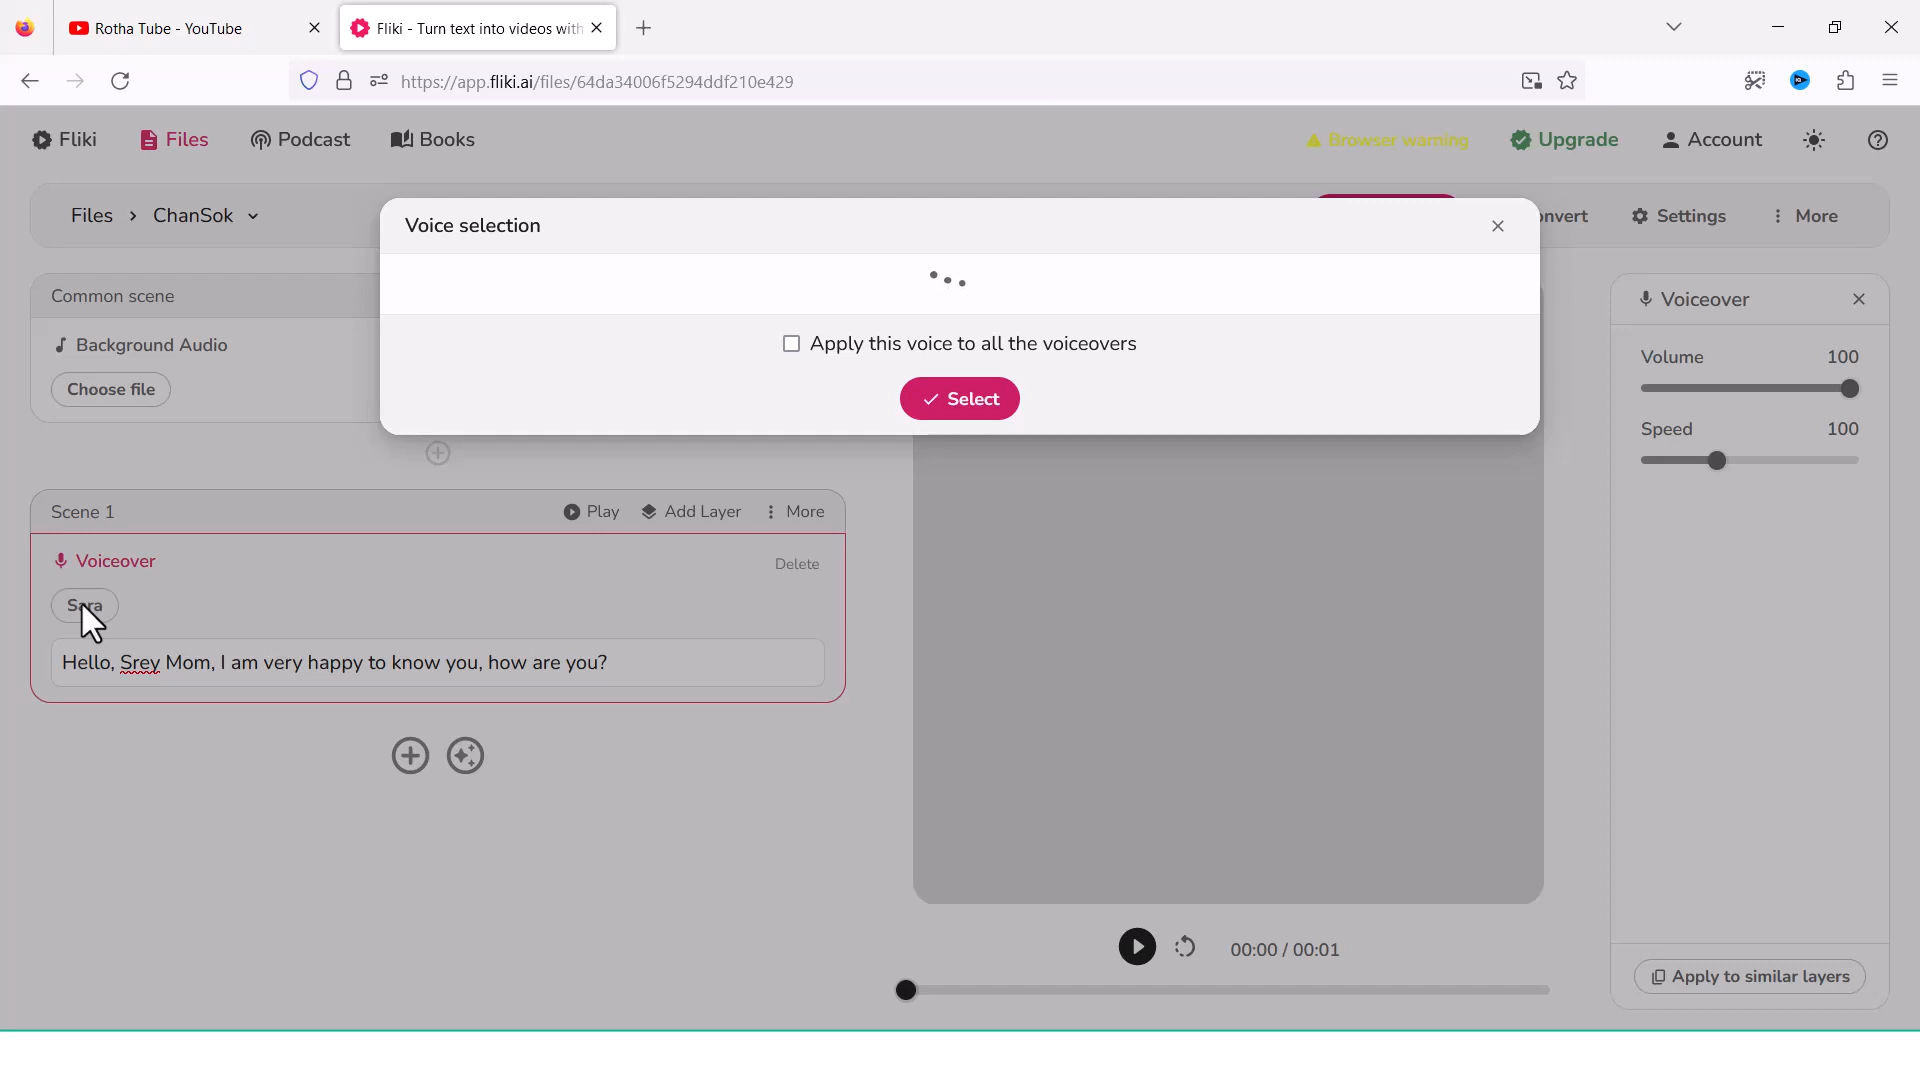 Rotha Tube - YouTube
Fliki - Turn text into videos with
https://app.fliki.ai/files/64da34006f5294ddf210e429
Fliki
Files
Podcast
Books
Browser warning
Upgrade
Account
Files > ChanSok
onvert
Settings
More
Voice selection
Apply this voice to all the voiceovers
Select
Common scene
Background Audio
Choose file
Scene 1
Play
Add Layer
More
Voiceover
Delete
Sara
Hello, Srey Mom, I am very happy to know you, how are you?
00:00 / 00:01
Voiceover
Volume 100
Speed 100
Apply to similar layers